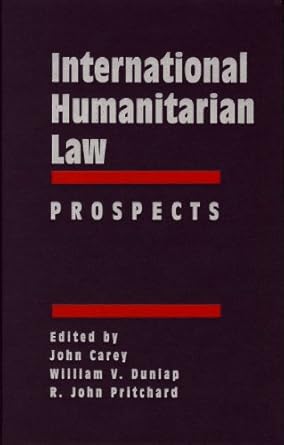 International
Humanitarian
Law
PROSPECTS
Edited by
John Carey
William V. Dunlap
R. John Pritchard